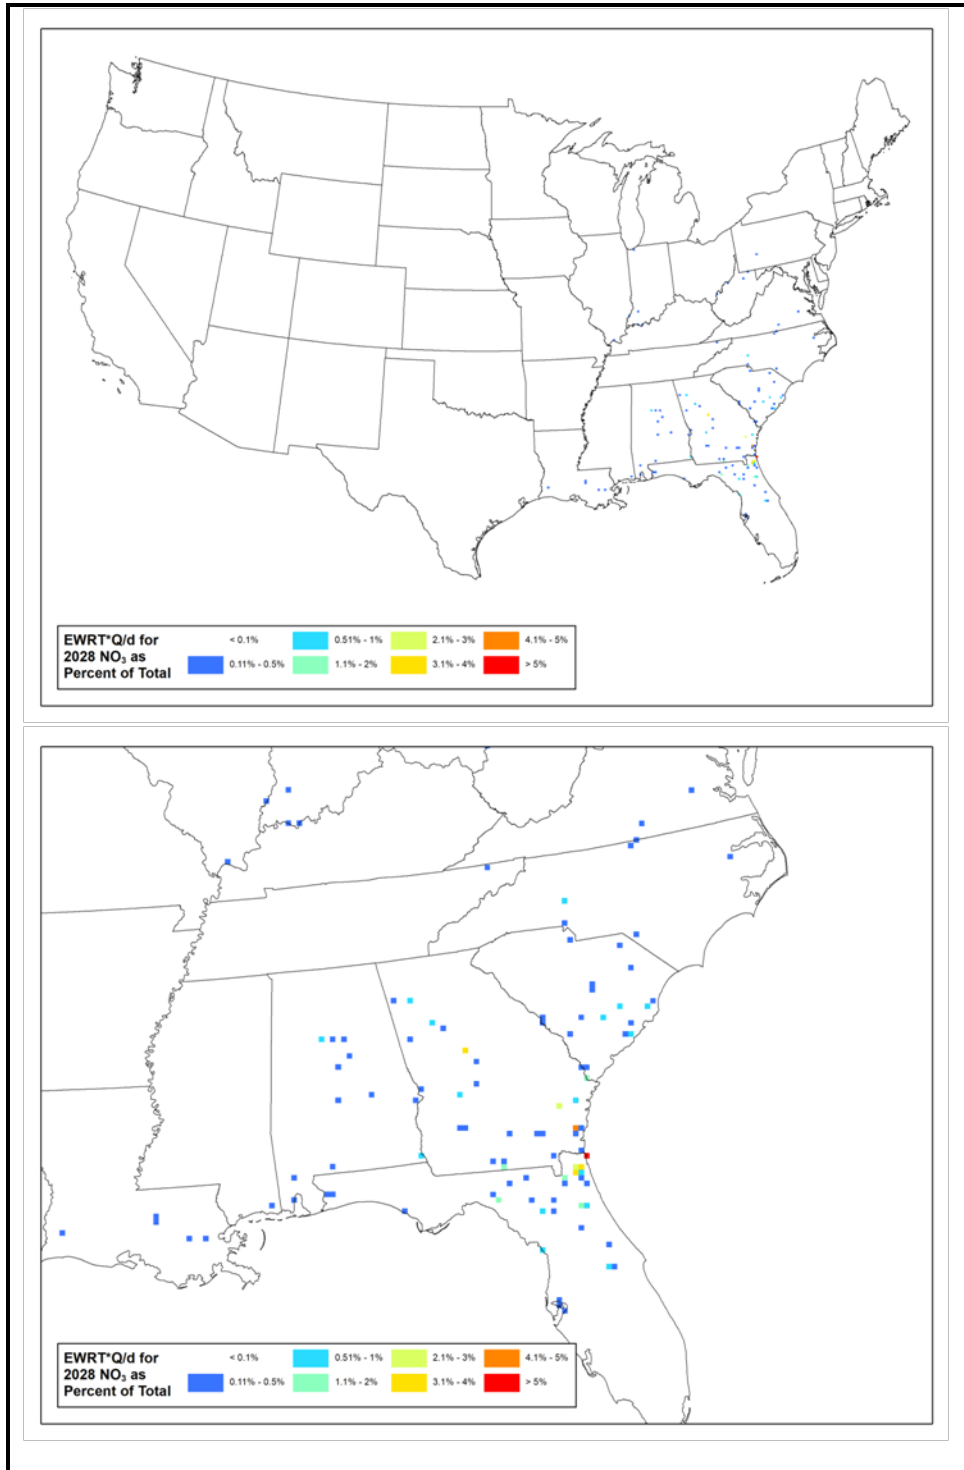 EWRT*Q/d for
2028 NO₃ as
Percent of Total
< 0.1%
0.51% - 1%
2.1% - 3%
4.1% - 5%
0.11% - 0.5%
1.1% - 2%
3.1% - 4%
> 5%
EWRT*Q/d for
2028 NO₃ as
Percent of Total
< 0.1%
0.51% - 1%
2.1% - 3%
4.1% - 5%
0.11% - 0.5%
1.1% - 2%
3.1% - 4%
> 5%